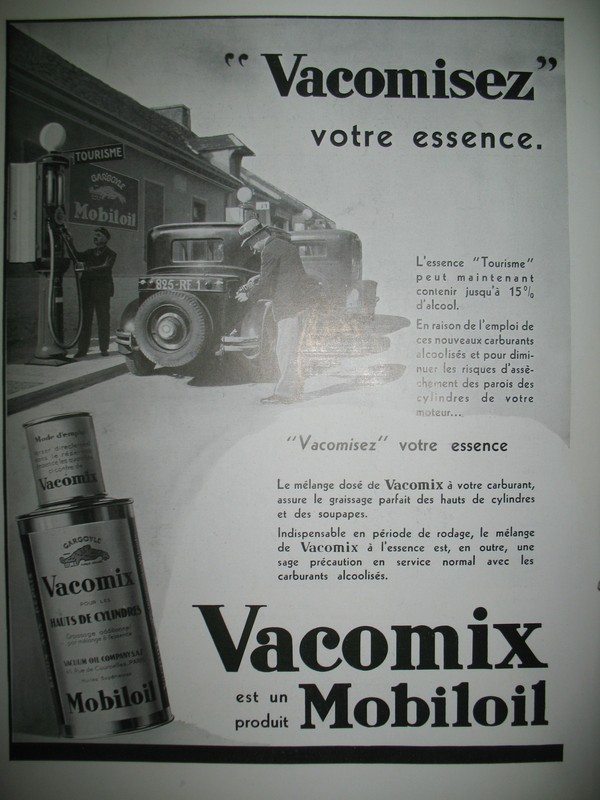 “Vacomisez”
votre essence.
TOURISME
GARGOYLE
Mobiloil
825-RF 1
L'essence "Tourisme"
peut maintenant
contenir jusqu'à 15%
d'alcool.
En raison de l'emploi de
ces nouveaux carburants
alcoolisés et pour dimi-
nuer les risques d'assè-
chement des parois des
cylindres de votre
moteur...
"Vacomisez" votre essence
Le mélange dosé de Vacomix à votre carburant,
assure le graissage parfait des hauts de cylindres
et des soupapes.
Indispensable en période de rodage, le mélange
de Vacomix à l'essence est, en outre, une
sage précaution en service normal avec les
carburants alcoolisés.
Mode d'emploi
Vacomix
GARGOYLE
Vacomix
POUR LES
HAUTS DE CYLINDRES
Graissage additionnel
par mélange à l'essence
VACUUM OIL COMPANY S.A.F.
Mobiloil
Vacomix
est un
produit Mobiloil